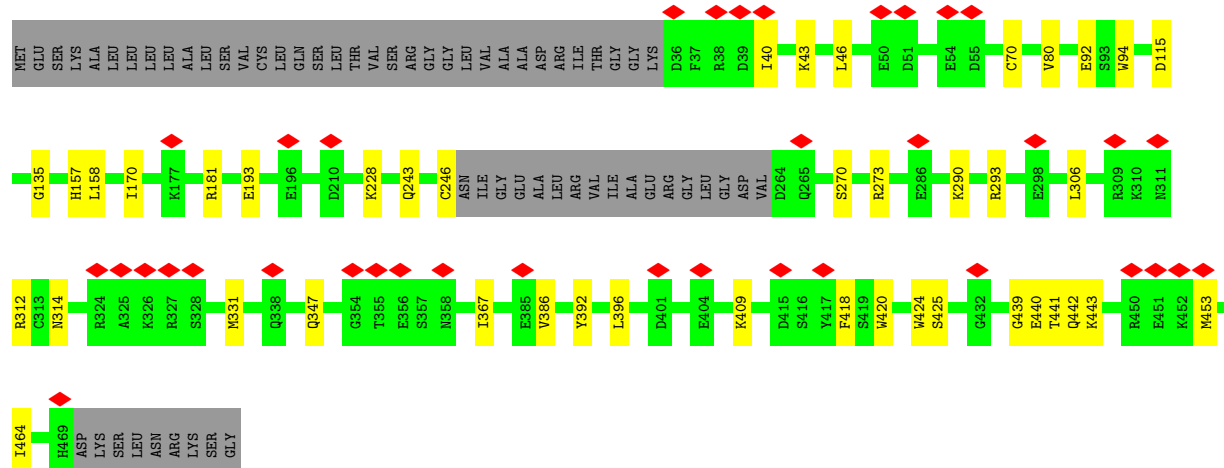 MET GLU SER LYS ALA LEU LEU LEU LEU LEU ALA LEU SER VAL CYS LEU GLN SER LEU THR VAL SER ARG GLY GLY LEU VAL ALA ALA ASP ARG ILE THR GLY GLY LYS D36 F37 R38 D39 I40 K43 L46 E50 D51 E54 D55 C70 V80 E92 S93 W94 D115
G135 H157 L158 I170 K177 R181 E193 E196 D210 K228 Q243 C246 ASN ILE GLY GLU ALA LEU ARG VAL ILE ALA GLU ARG GLY LEU GLY ASP VAL D264 Q265 S270 R273 E286 K290 R293 E298 L306 R309 K310 N311
R312 C313 N314 R324 A325 K326 R327 S328 M331 Q338 Q347 G354 T355 E356 S357 N358 I367 E385 V386 Y392 L396 D401 E404 K409 D415 S416 Y417 F418 S419 W420 W424 S425 G432 G439 E440 T441 Q442 K443 R450 E451 K452 M453
I464 H469 ASP LYS SER LEU ASN ARG LYS SER GLY